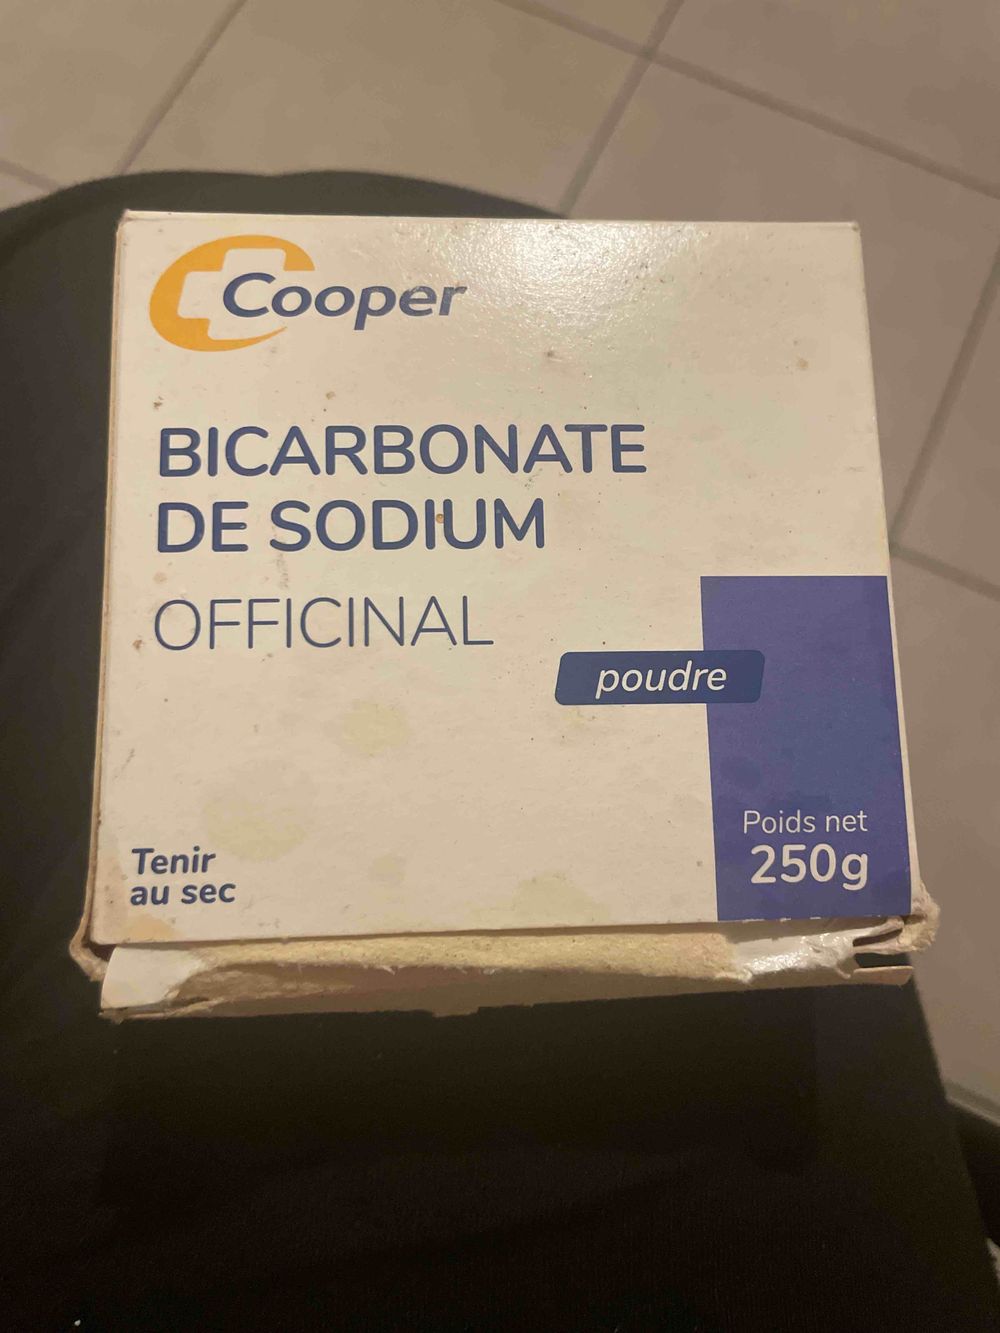 Cooper
BICARBONATE
DE SODIUM
OFFICINAL
poudre
Poids net
250g
Tenir
au sec